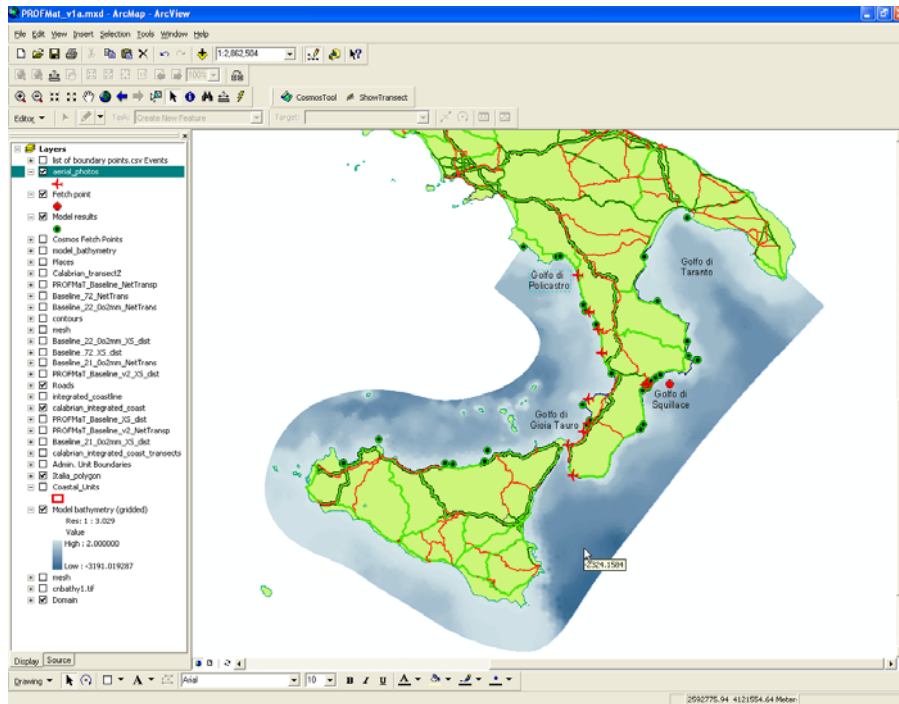 PROFMat_v1a.mxd - ArcMap - ArcView
File Edit View Insert Selection Tools Window Help
1:2,862,504
100%
CosmosTool ShowTransect
Editor Task: Create New Feature Target:
Layers
list of boundary points.csv Events
aerial_photos
Fetch point
Model results
Cosmos Fetch Points
model_bathymetry
Places
Calabrian_transectZ
PROFMaT_Baseline_NetTransp
Baseline_72_NetTrans
Baseline_22_0o2mm_NetTrans
contours
mesh
Baseline_22_0o2mm_XS_dist
Baseline_72_XS_dist
Baseline_21_0o2mm_NetTrans
PROFMaT_Baseline_v2_XS_dist
Roads
integrated_coastline
calabrian_integrated_coast
PROFMaT_Baseline_XS_dist
PROFMaT_Baseline_v2_NetTransp
Baseline_21_0o2mm_XS_dist
calabrian_integrated_coast_transects
Admin. Unit Boundaries
Italia_polygon
Coastal_Units
Model bathymetry (gridded)
Res: 1 : 3.029
Value
High : 2.000000
Low : -3191.019287
mesh
cnbathy1.tif
Domain
Golfo di
Policastro
Golfo di
Taranto
Golfo di
Squillace
Golfo di
Gioia Tauro
-2324.1584
Display Source
Drawing A Arial 10 B I U A
2592775.94 4121554.64 Meters